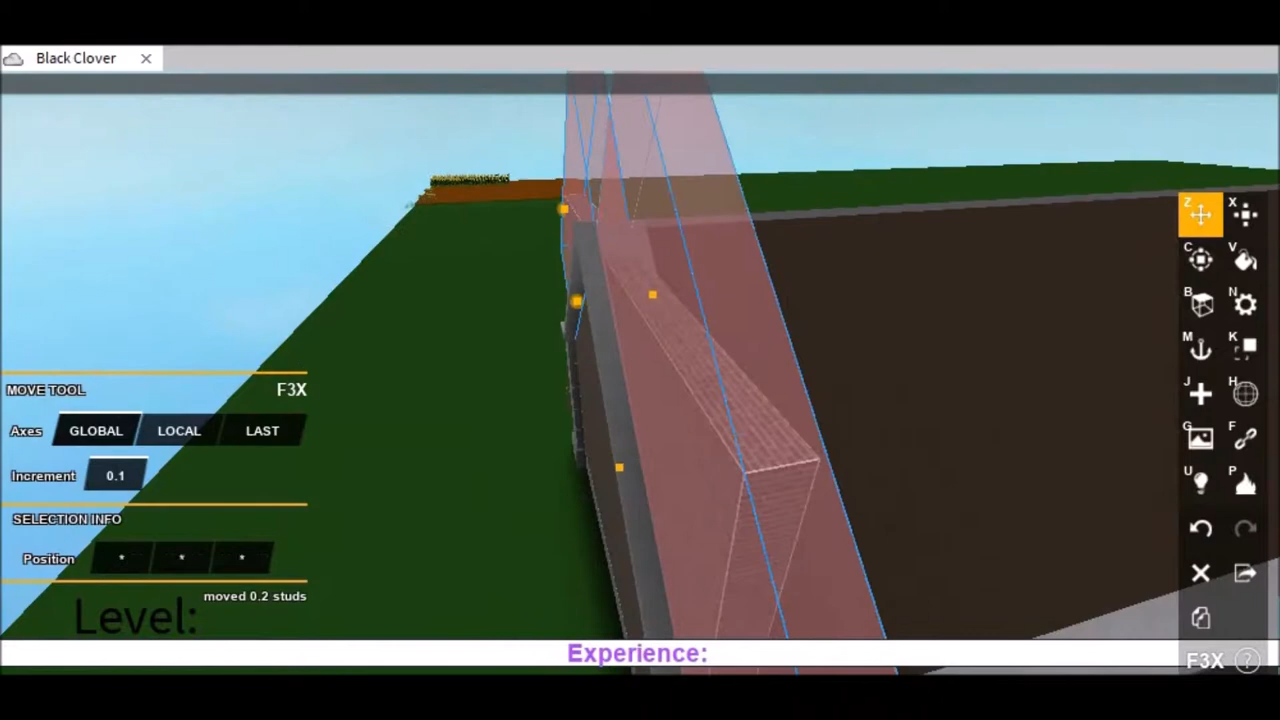 Black Clover
MOVE TOOL F3X
Axes GLOBAL LOCAL LAST
Increment 0.1
SELECTION INFO
Position * * *
moved 0.2 studs
Level:
Experience:
Z X
C V
B N
M K
J H
G F
U P
F3X ?